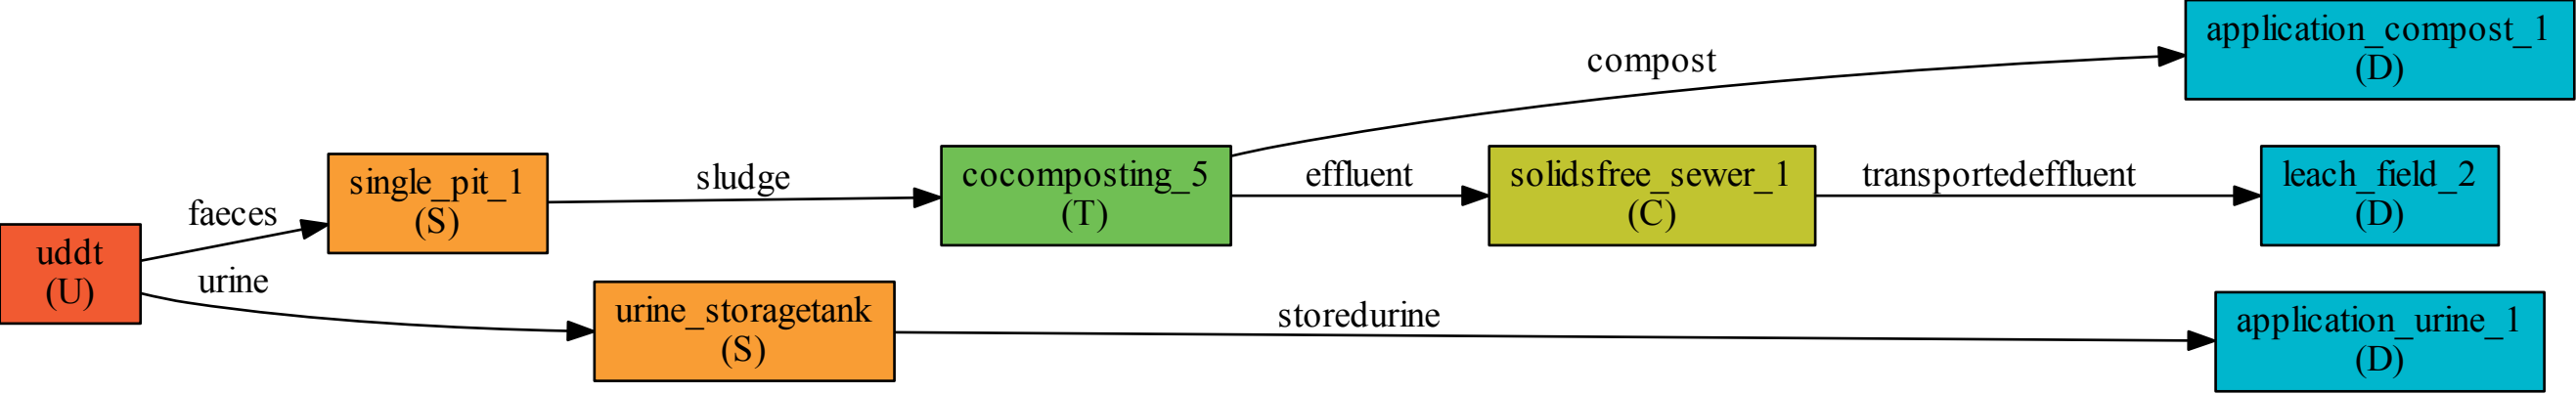 uddt
(U)
faeces
urine
single_pit_1
(S)
urine_storagetank
(S)
sludge
cocomposting_5
(T)
compost
effluent
solidsfree_sewer_1
(C)
transportedeffluent
storedurine
application_compost_1
(D)
leach_field_2
(D)
application_urine_1
(D)